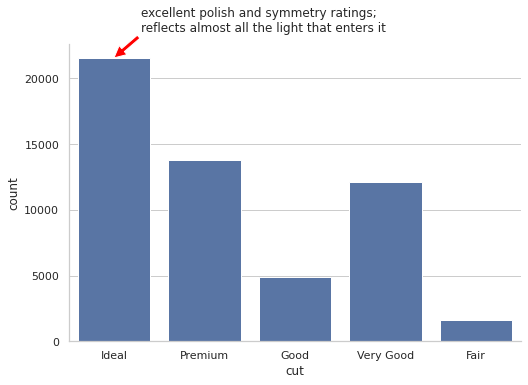 excellent polish and symmetry ratings;
reflects almost all the light that enters it
20000
15000
10000
5000
0
count
Ideal
Premium
Good
Very Good
Fair
cut